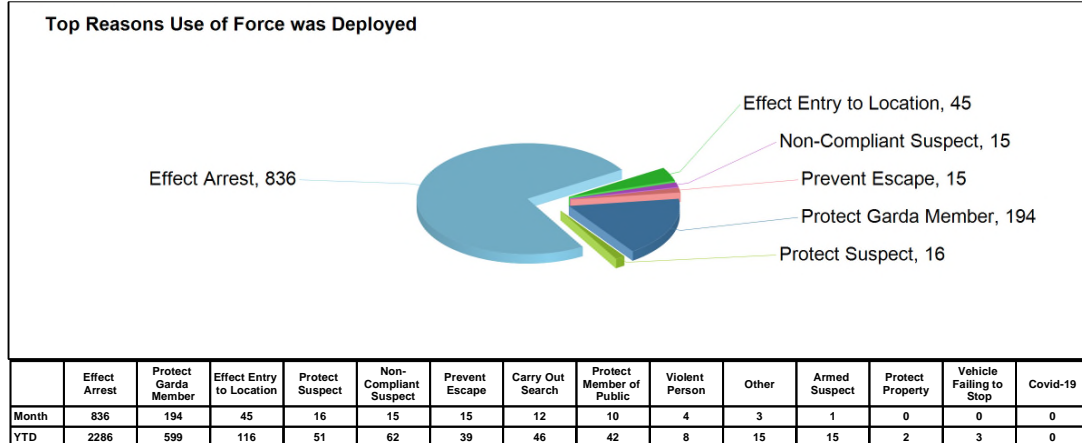 Top Reasons Use of Force was Deployed
Effect Entry to Location, 45
Non-Compliant Suspect, 15
Effect Arrest, 836
Prevent Escape, 15
Protect Garda Member, 194
Protect Suspect, 16
Effect Arrest
Protect Garda Member
Effect Entry to Location
Protect Suspect
Non-Compliant Suspect
Prevent Escape
Carry Out Search
Protect Member of Public
Violent Person
Other
Armed Suspect
Protect Property
Vehicle Failing to Stop
Covid-19
Month 836 194 45 16 15 15 12 10 4 3 1 0 0 0
YTD 2286 599 116 51 62 39 46 42 8 15 15 2 3 0